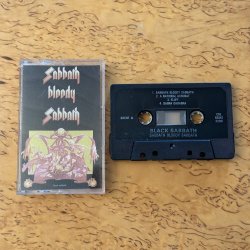 Sabbath
bloody
Sabbath
SIDE A
1 SABBATH BLOODY SABBATH
2 A NATIONAL ACROBAT
3 FLUFF
4 SABBRA CADABRA
BLACK SABBATH
SABBATH BLOODY SABBATH